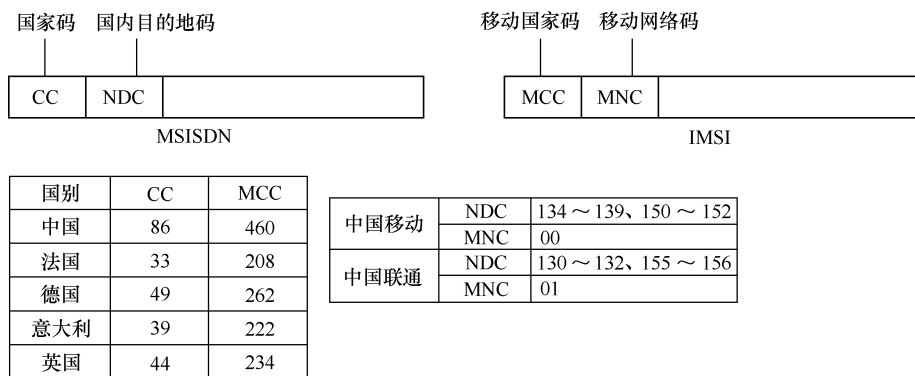 国家码 国内目的地码 移动国家码 移动网络码
CC NDC MCC MNC
MSISDN IMSI
国别 CC MCC
中国 86 460
法国 33 208
德国 49 262
意大利 39 222
英国 44 234
中国移动 NDC 134～139、150～152
MNC 00
中国联通 NDC 130～132、155～156
MNC 01